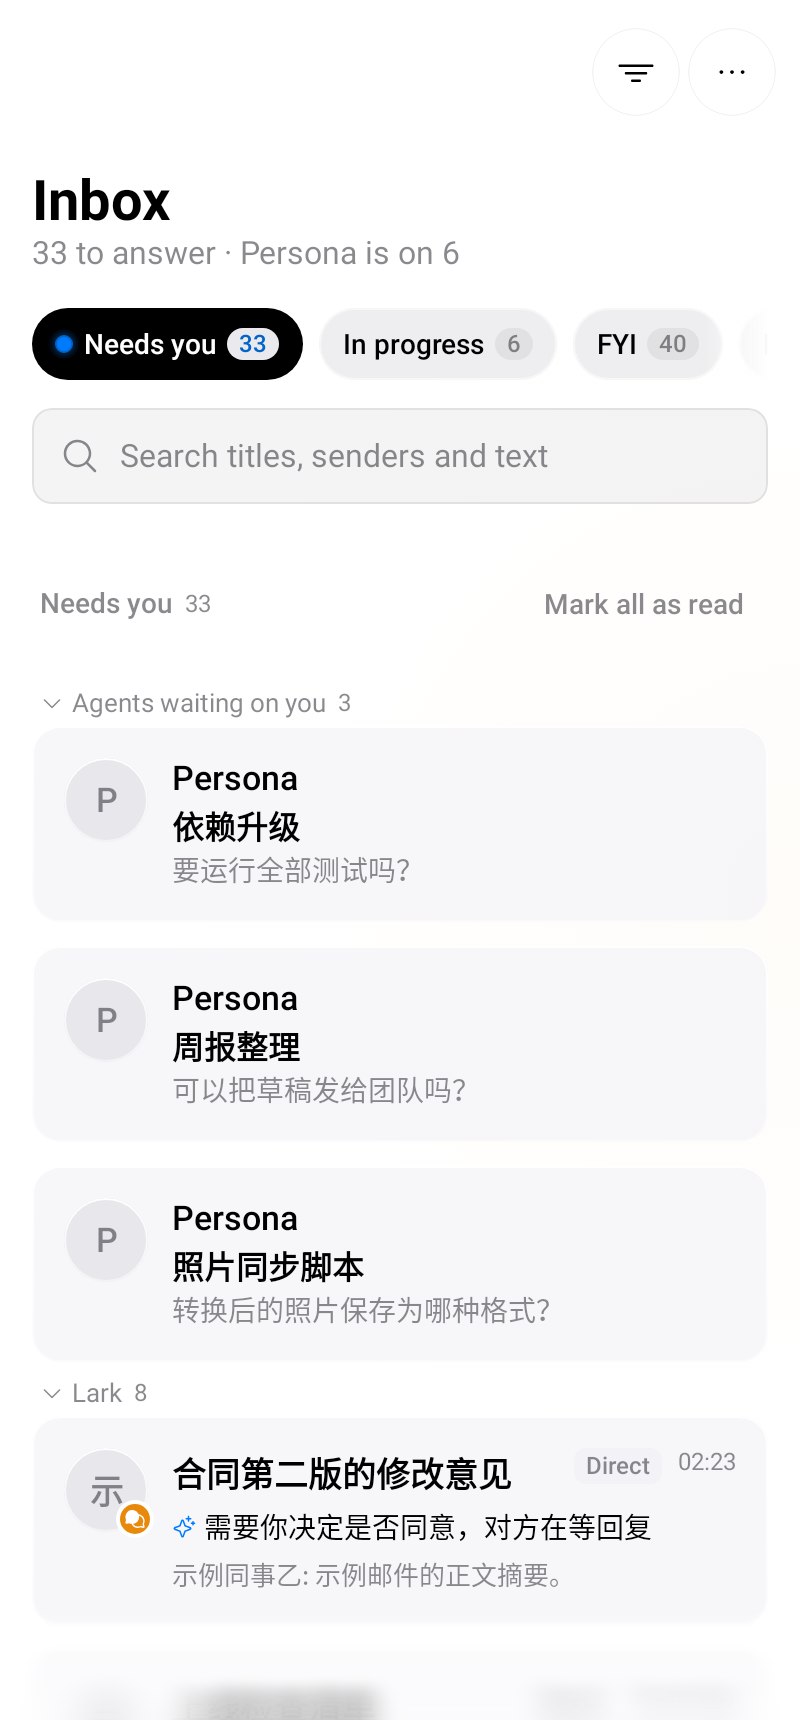 Inbox
33 to answer · Persona is on 6
Needs you 33
In progress 6
FYI 40
Search titles, senders and text
Needs you 33
Mark all as read
Agents waiting on you 3
P
Persona
依赖升级
要运行全部测试吗？
P
Persona
周报整理
可以把草稿发给团队吗？
P
Persona
照片同步脚本
转换后的照片保存为哪种格式？
Lark 8
示
合同第二版的修改意见
Direct
02:23
需要你决定是否同意，对方在等回复
示例同事乙: 示例邮件的正文摘要。